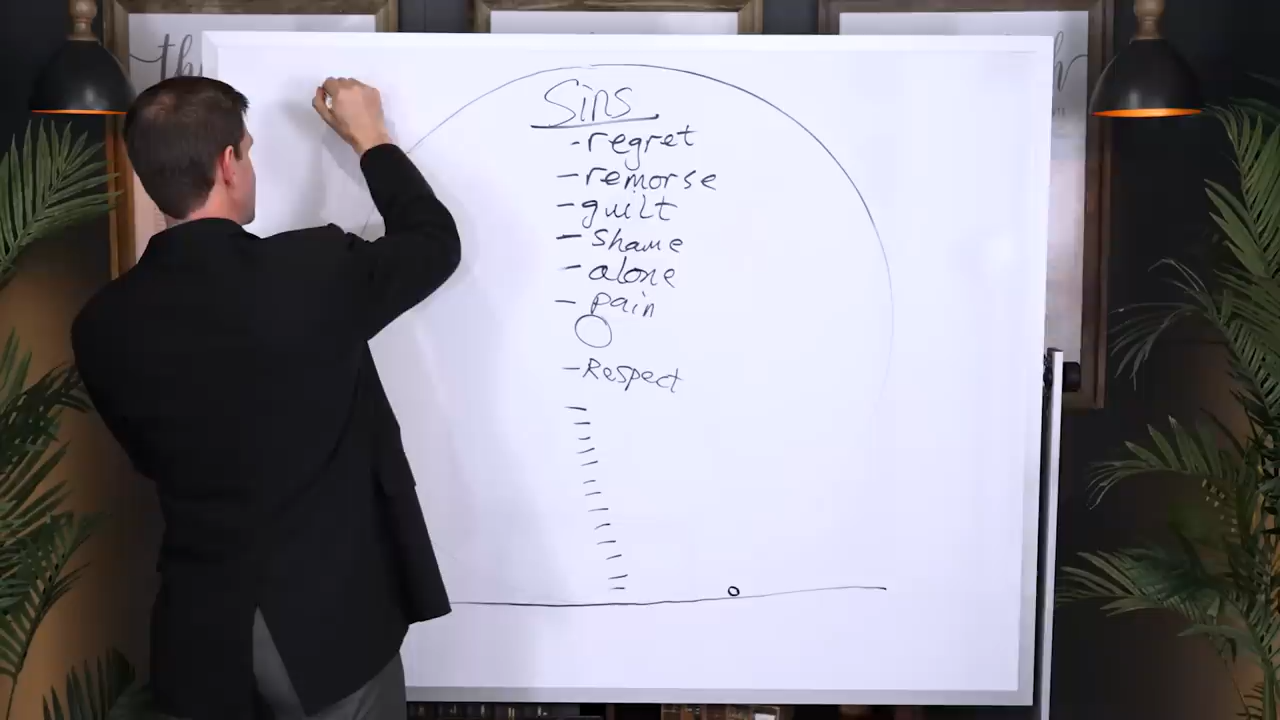 Sins
- regret
- remorse
- guilt
- shame
- alone
- pain
- Respect